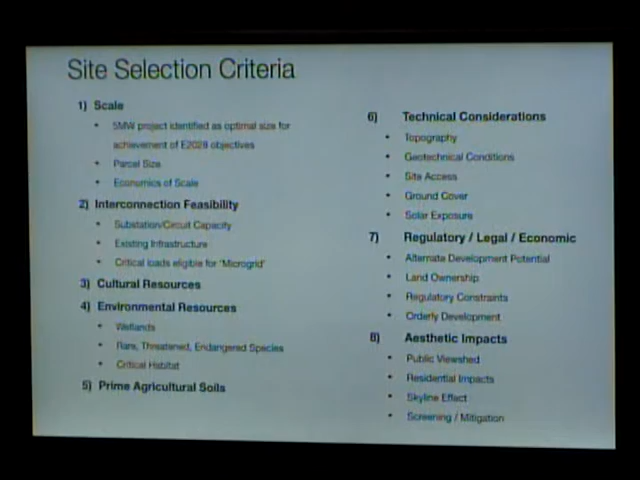 Site Selection Criteria
1) Scale
• 5MW project identified as optimal size for
achievement of E2028 objectives
• Parcel Size
• Economics of Scale
2) Interconnection Feasibility
• Substation/Circuit Capacity
• Existing Infrastructure
• Critical loads eligible for "Microgrid"
3) Cultural Resources
4) Environmental Resources
• Wetlands
• Rare, Threatened, Endangered Species
• Critical Habitat
5) Prime Agricultural Soils
6) Technical Considerations
• Topography
• Geotechnical Conditions
• Site Access
• Ground Cover
• Solar Exposure
7) Regulatory / Legal / Economic
• Alternate Development Potential
• Land Ownership
• Regulatory Constraints
• Orderly Development
8) Aesthetic Impacts
• Public Viewshed
• Residential Impacts
• Skyline Effect
• Screening / Mitigation